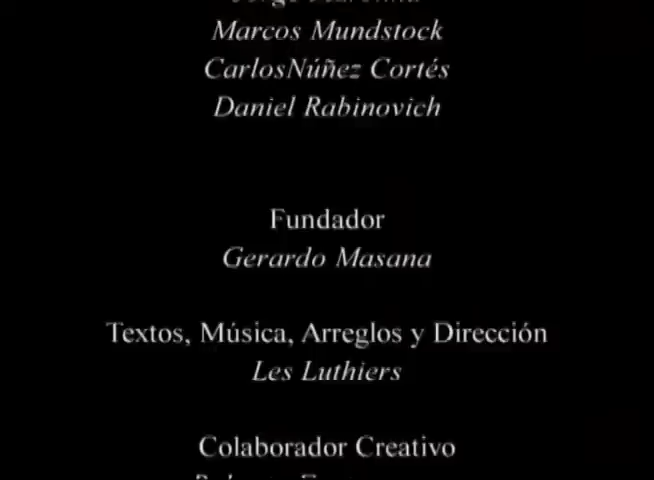 Marcos Mundstock
CarlosNúñez Cortés
Daniel Rabinovich
Fundador
Gerardo Masana
Textos, Música, Arreglos y Dirección
Les Luthiers
Colaborador Creativo